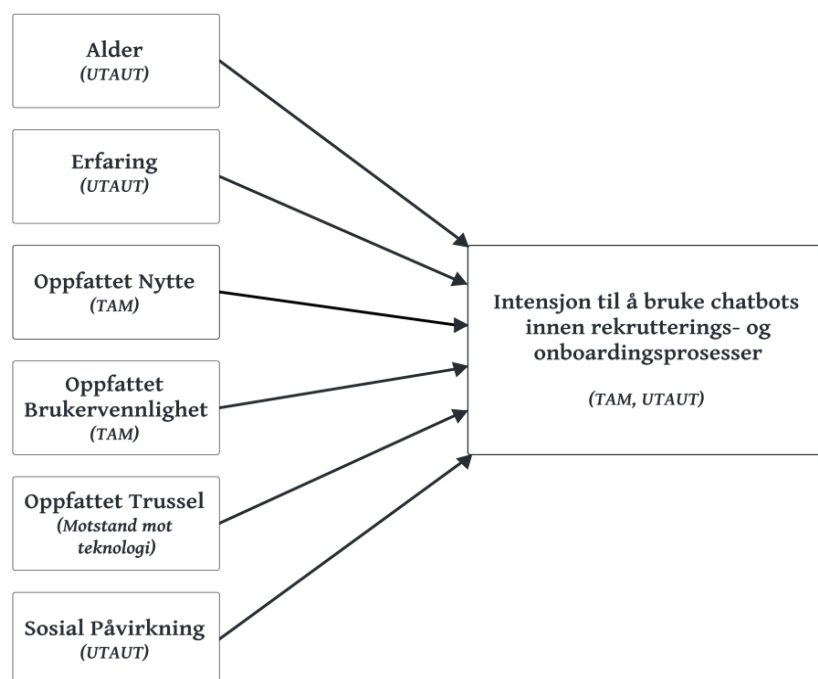 Alder
(UTAUT)
Erfaring
(UTAUT)
Oppfattet Nytte
(TAM)
Oppfattet
Brukervennlighet
(TAM)
Oppfattet Trussel
(Motstand mot
teknologi)
Sosial Påvirkning
(UTAUT)
Intensjon til å bruke chatbots
innen rekrutterings- og
onboardingsprosesser
(TAM, UTAUT)